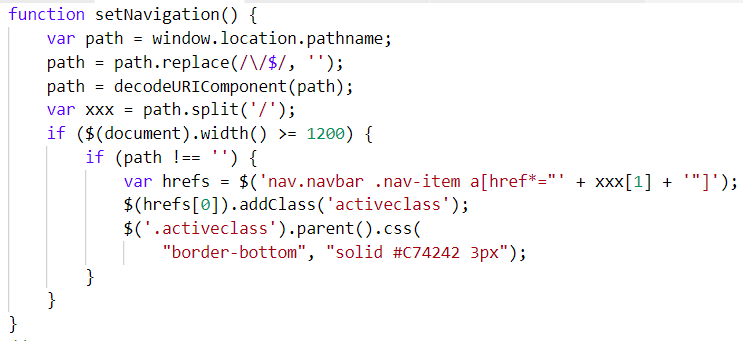 function setNavigation() {
    var path = window.location.pathname;
    path = path.replace(/\/$/, '');
    path = decodeURIComponent(path);
    var xxx = path.split('/');
    if ($(document).width() >= 1200) {
        if (path !== '') {
            var hrefs = $('nav.navbar .nav-item a[href*="' + xxx[1] + '"]');
            $(hrefs[0]).addClass('activeclass');
            $('.activeclass').parent().css(
                "border-bottom", "solid #C74242 3px");
        }
    }
}